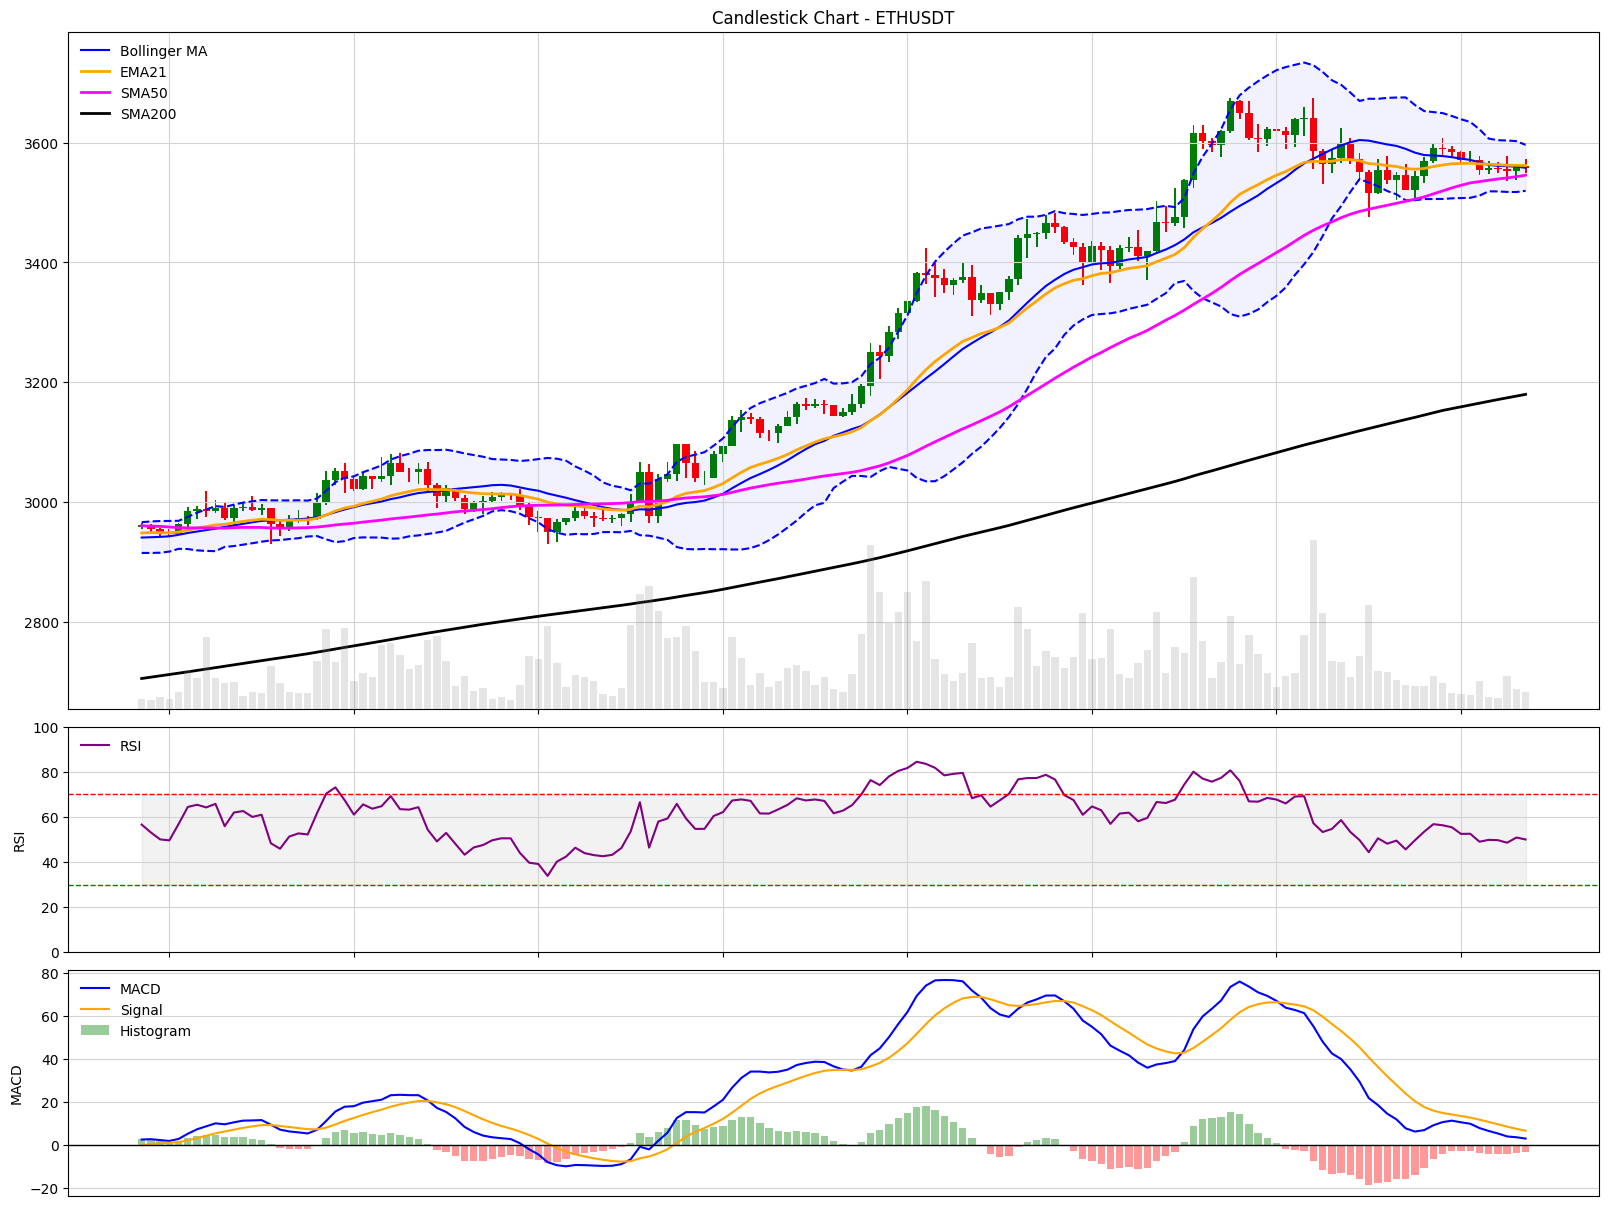 Candlestick Chart - ETHUSDT
Bollinger MA
EMA21
SMA50
SMA200
3600
3400
3200
3000
2800
RSI
100
80
60
40
20
0
RSI
MACD
Signal
Histogram
80
60
40
20
0
−20
MACD